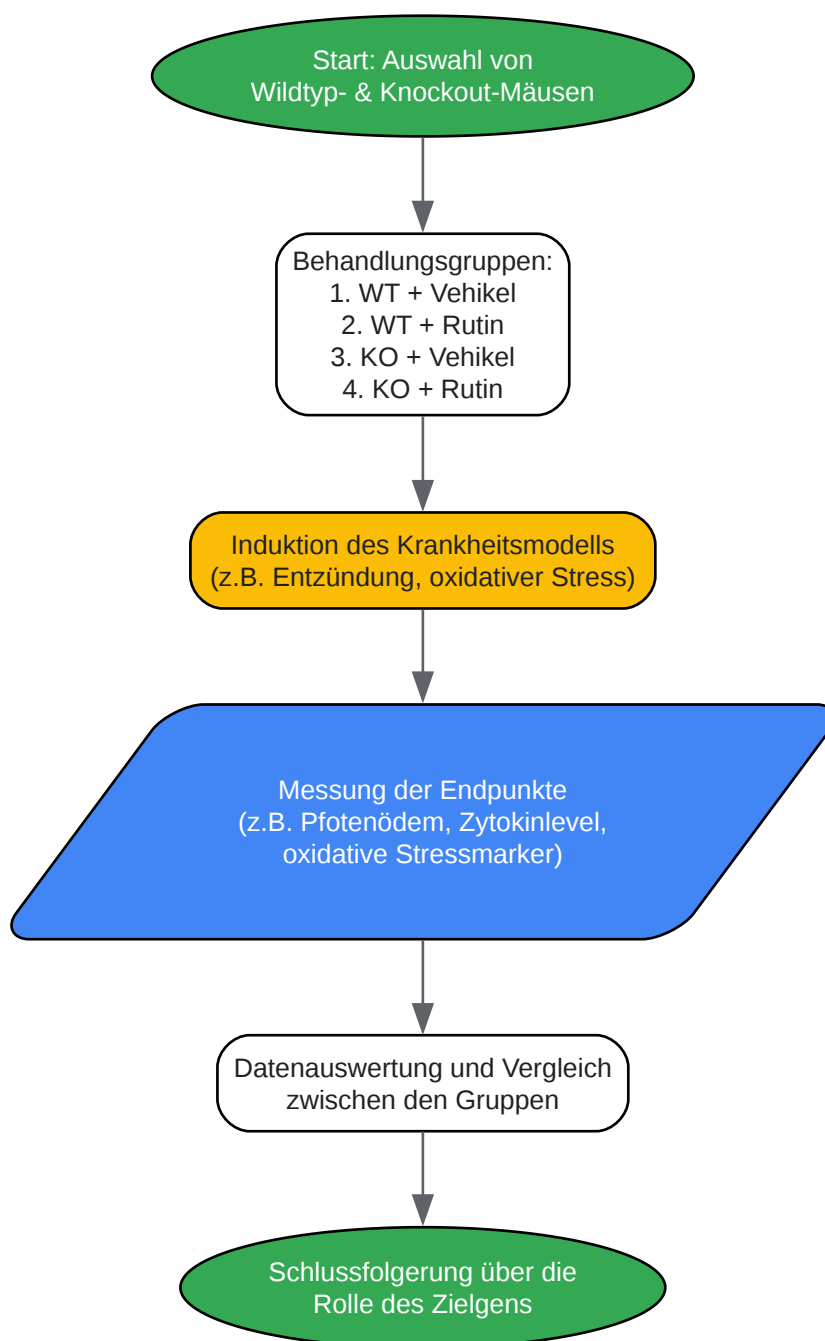 Start: Auswahl von
Wildtyp- & Knockout-Mäusen
Behandlungsgruppen:
1. WT + Vehikel
2. WT + Rutin
3. KO + Vehikel
4. KO + Rutin
Induktion des Krankheitsmodells
(z.B. Entzündung, oxidativer Stress)
Messung der Endpunkte
(z.B. Pfotenödem, Zytokinlevel,
oxidative Stressmarker)
Datenauswertung und Vergleich
zwischen den Gruppen
Schlussfolgerung über die
Rolle des Zielgens